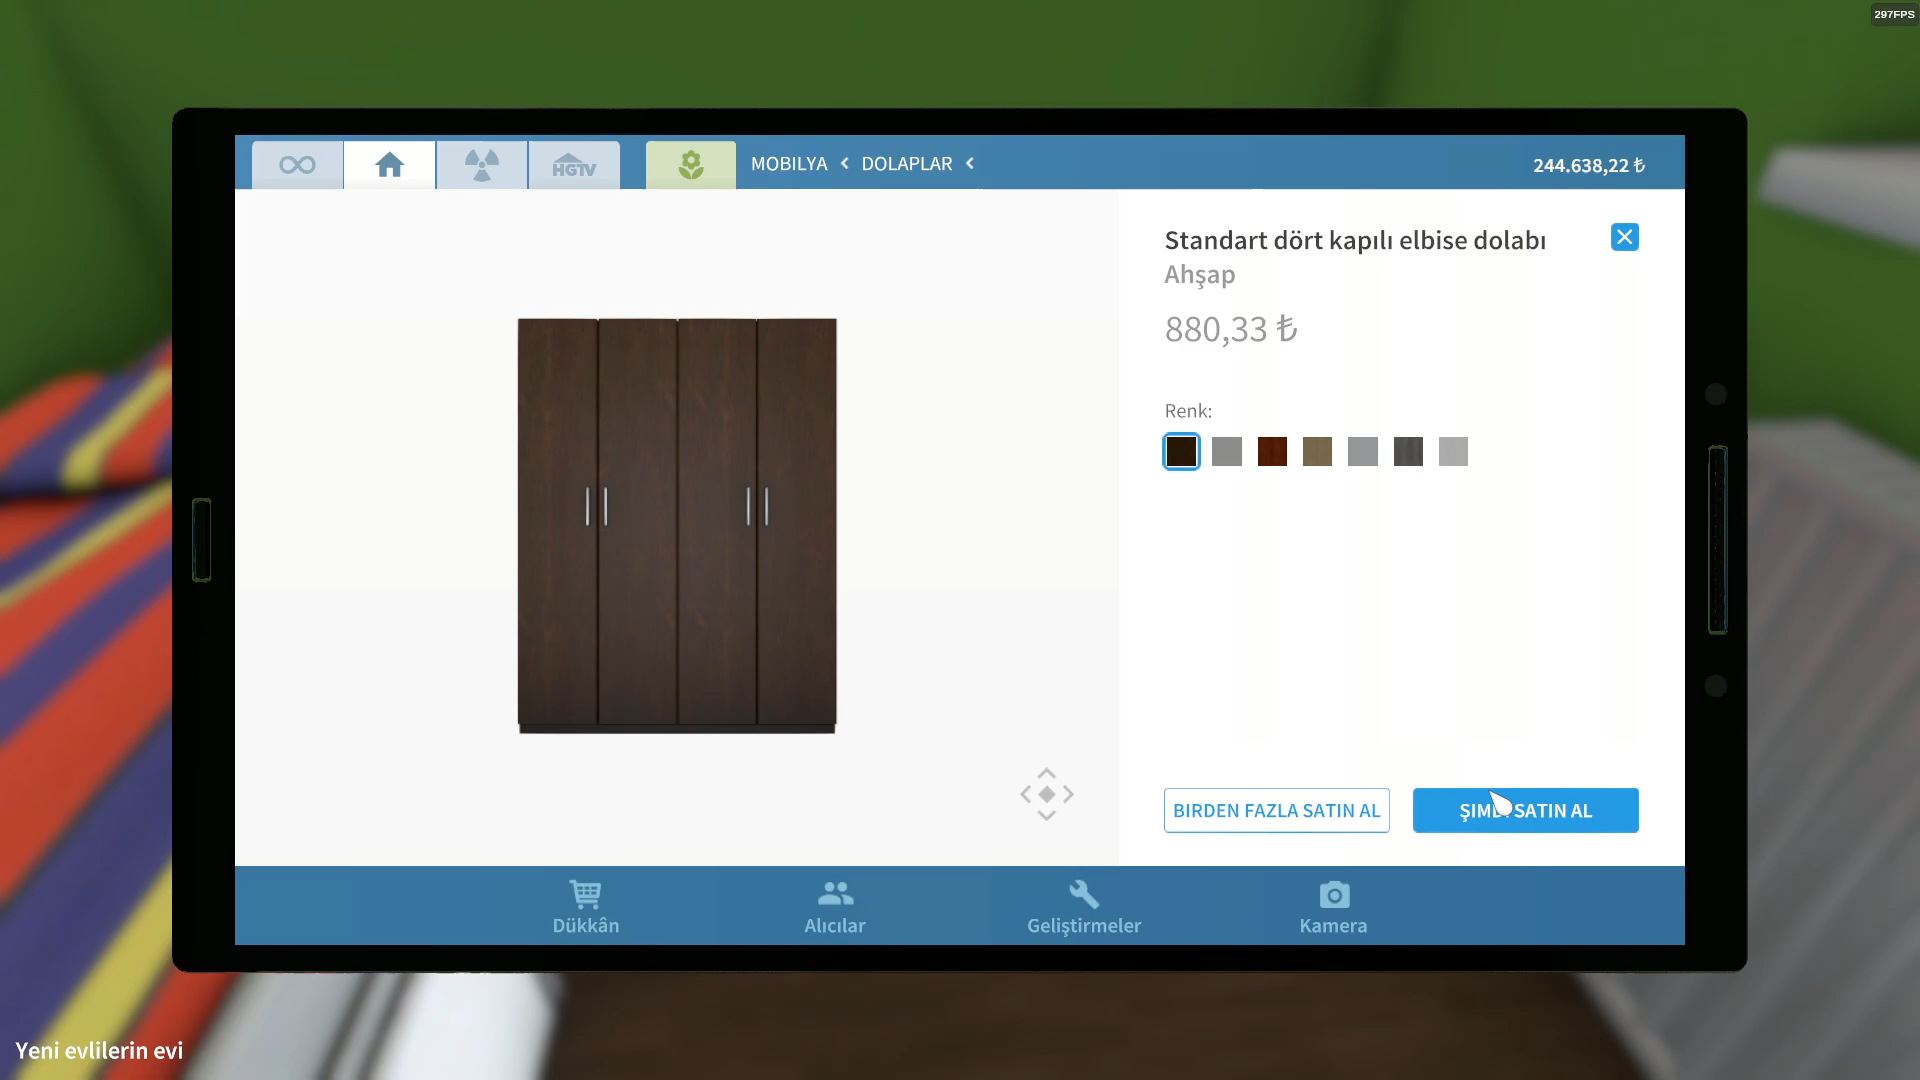 297FPS
HGTV
MOBILYA < DOLAPLAR <
244.638,22 ₺
Standart dört kapılı elbise dolabı
Ahşap
880,33 ₺
Renk:
BIRDEN FAZLA SATIN AL
ŞIMDI SATIN AL
Dükkân
Alıcılar
Geliştirmeler
Kamera
Yeni evlilerin evi